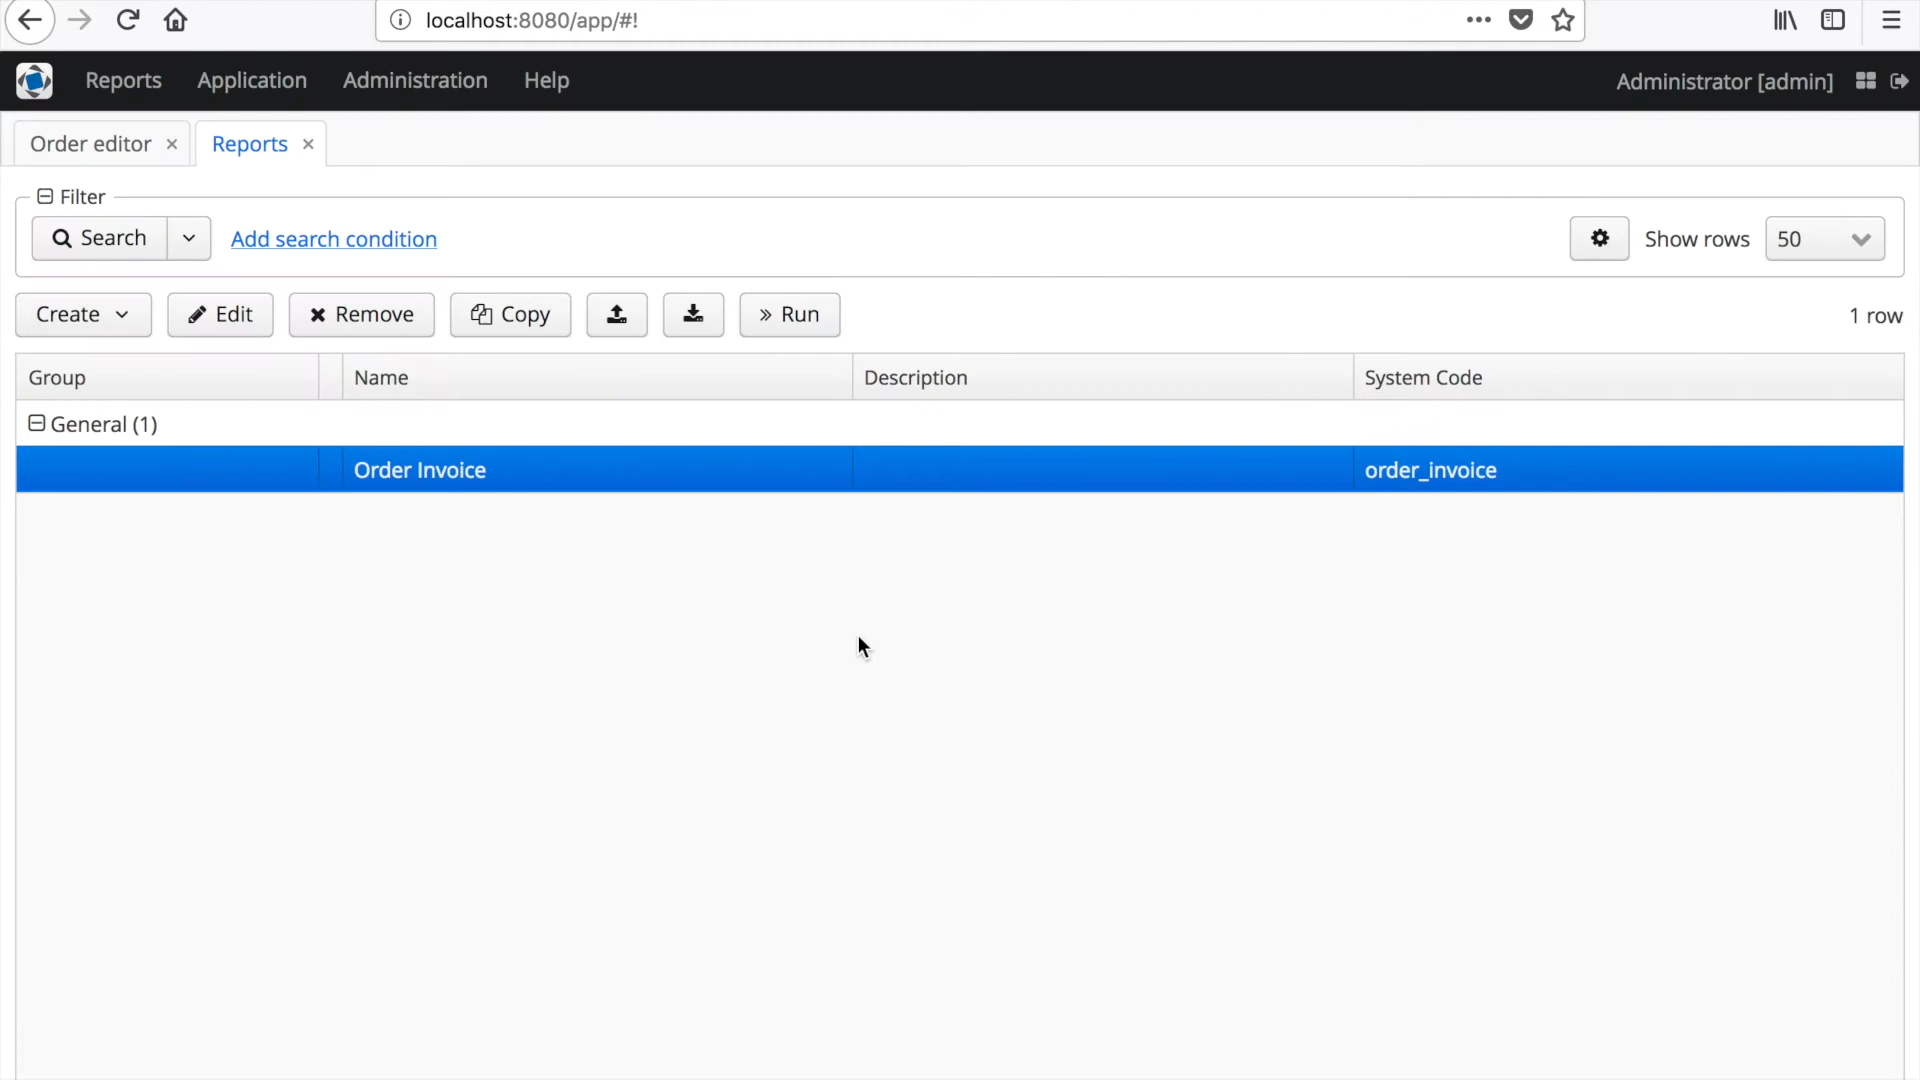 localhost:8080/app/#!
Reports Application Administration Help Administrator [admin]
Order editor Reports
Filter
Search Add search condition Show rows 50
Create Edit Remove Copy Run 1 row
Group Name Description System Code
General (1)
Order Invoice order_invoice